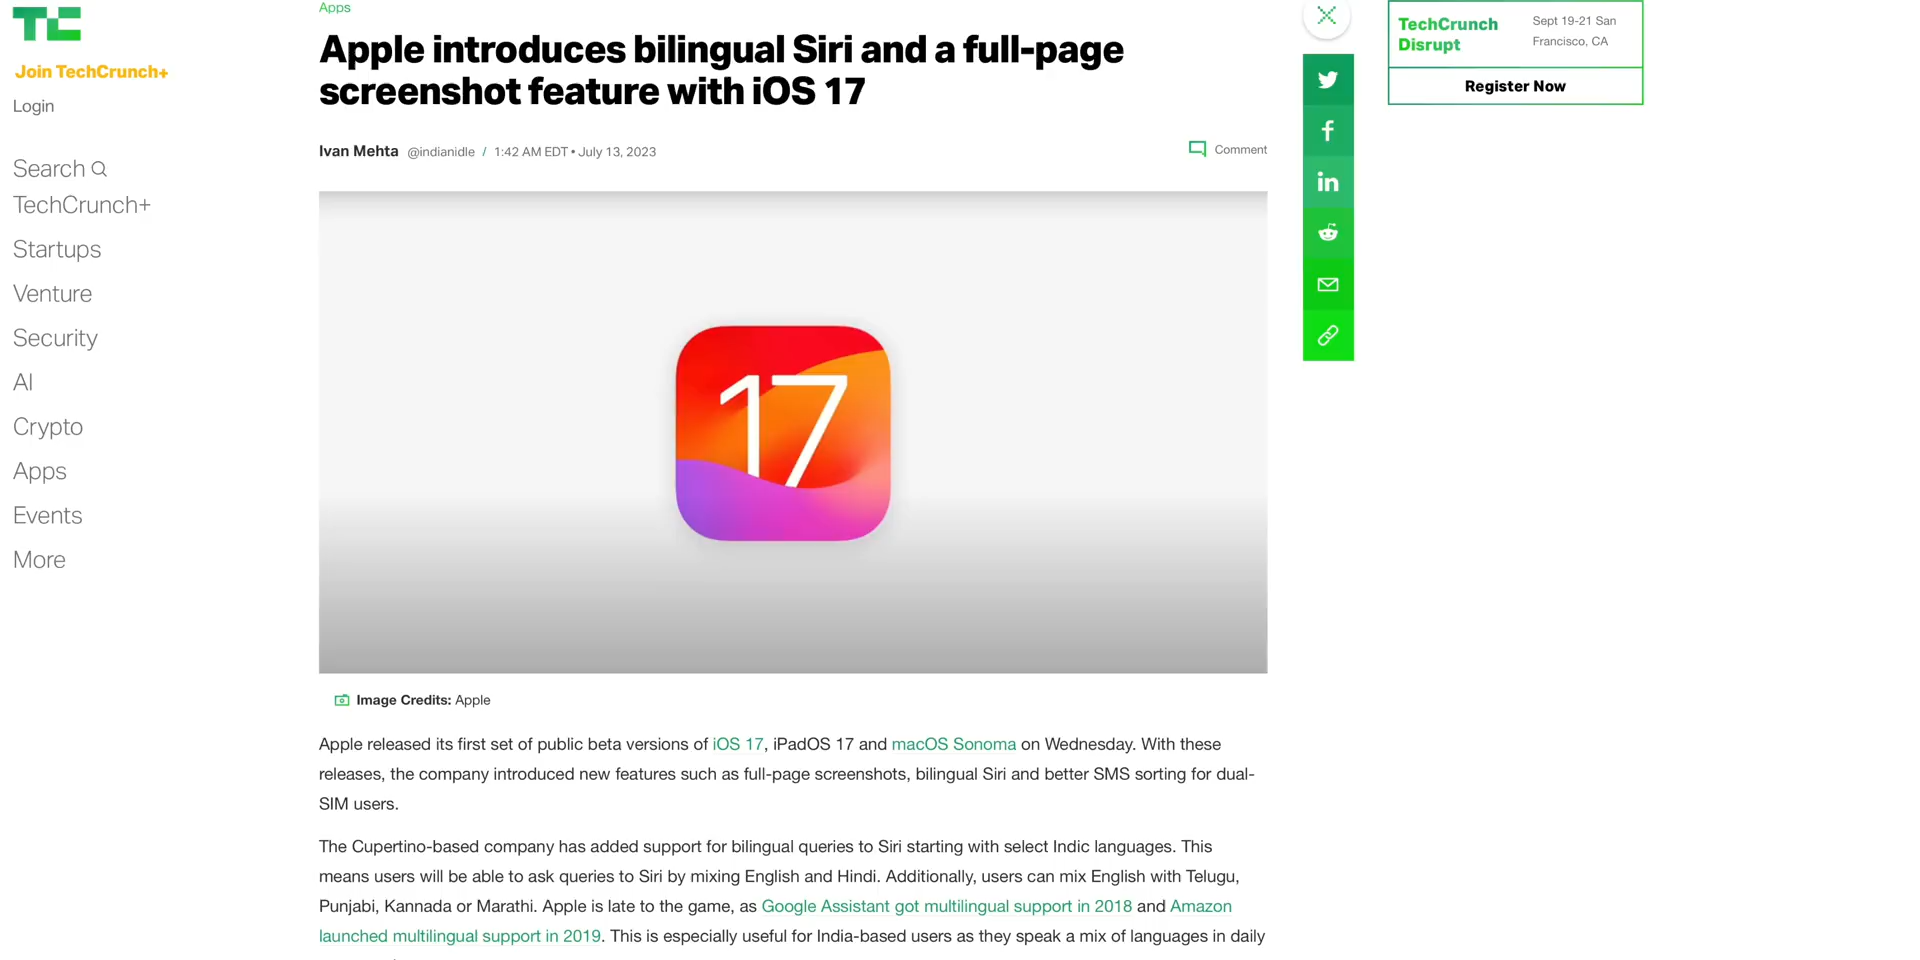 TC
Join TechCrunch+
Login
Search
TechCrunch+
Startups
Venture
Security
AI
Crypto
Apps
Events
More
Apps
Apple introduces bilingual Siri and a full-page
screenshot feature with iOS 17
Ivan Mehta @indianidle / 1:42 AM EDT • July 13, 2023
Comment
17
Image Credits: Apple
Apple released its first set of public beta versions of iOS 17, iPadOS 17 and macOS Sonoma on Wednesday. With these
releases, the company introduced new features such as full-page screenshots, bilingual Siri and better SMS sorting for dual-
SIM users.
The Cupertino-based company has added support for bilingual queries to Siri starting with select Indic languages. This
means users will be able to ask queries to Siri by mixing English and Hindi. Additionally, users can mix English with Telugu,
Punjabi, Kannada or Marathi. Apple is late to the game, as Google Assistant got multilingual support in 2018 and Amazon
launched multilingual support in 2019. This is especially useful for India-based users as they speak a mix of languages in daily
f
in
TechCrunch
Disrupt
Sept 19-21 San
Francisco, CA
Register Now